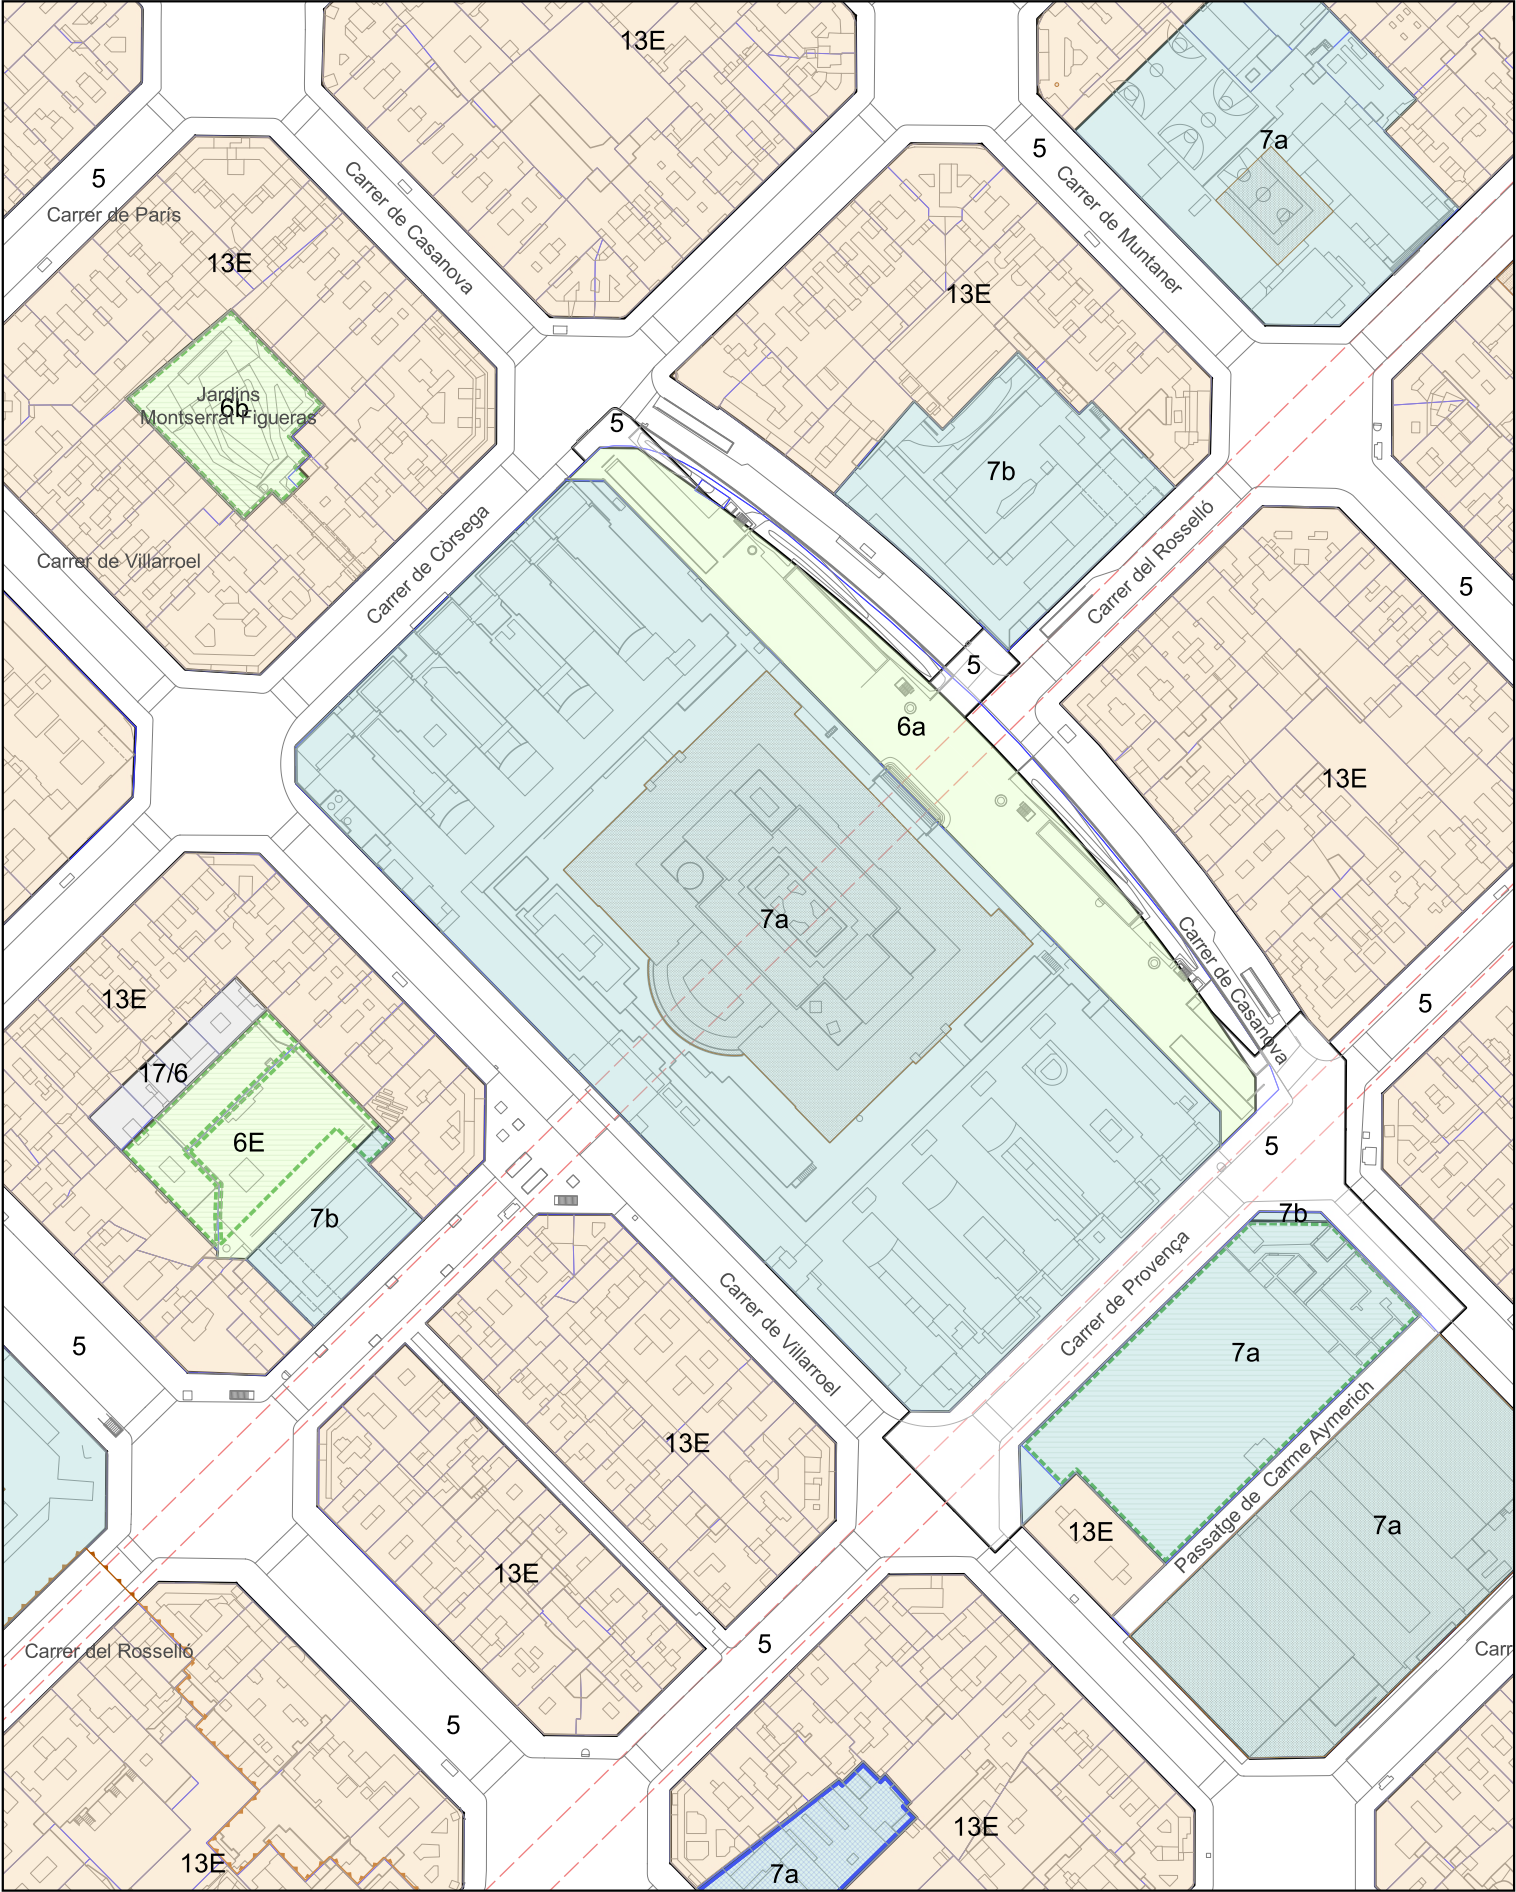 13E
7a
5
Carrer de Muntaner
5
Carrer de París
Carrer de Casanova
13E
13E
Jardins
6b
Montserrat Figueras
5
7b
Carrer de Villarroel
Carrer de Còrsega
Carrer del Rosselló
5
5
6a
13E
7a
Carrer de Casanova
13E
5
17/6
6E
5
7b
7b
Carrer de Provença
Carrer de Villarroel
5
7a
13E
Passatge de Carme Aymerich
13E
7a
13E
Carrer del Rosselló
5
Carr
5
13E
13E
7a